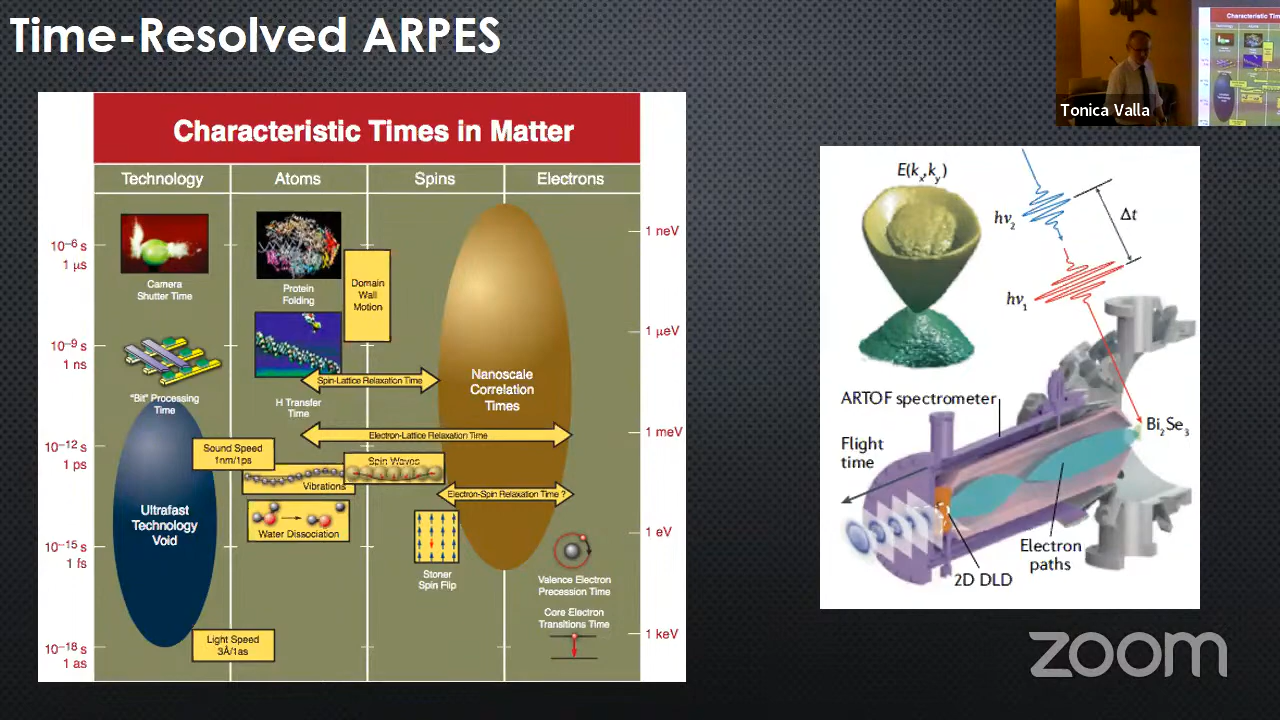 Time-Resolved ARPES
Tonica Valla
Characteristic Times in Matter
Technology
Atoms
Spins
Electrons
10⁻⁶ s
1 μs
10⁻⁹ s
1 ns
10⁻¹² s
1 ps
10⁻¹⁵ s
1 fs
10⁻¹⁸ s
1 as
Camera
Shutter Time
"Bit" Processing
Time
Ultrafast
Technology
Void
Protein
Folding
H Transfer
Time
Domain
Wall
Motion
Spin-Lattice Relaxation Time
Electron-Lattice Relaxation Time
Sound Speed
1nm/1ps
Vibrations
Spin Waves
Electron-Spin Relaxation Time ?
Water Dissociation
Stoner
Spin Flip
Nanoscale
Correlation
Times
Valence Electron
Precession Time
Core Electron
Transitions Time
Light Speed
3Å/1as
1 neV
1 μeV
1 meV
1 eV
1 keV
E(kx,ky)
hν₂
Δt
hν₁
ARTOF spectrometer
Bi₂Se₃
Flight
time
Electron
paths
2D DLD
zoom